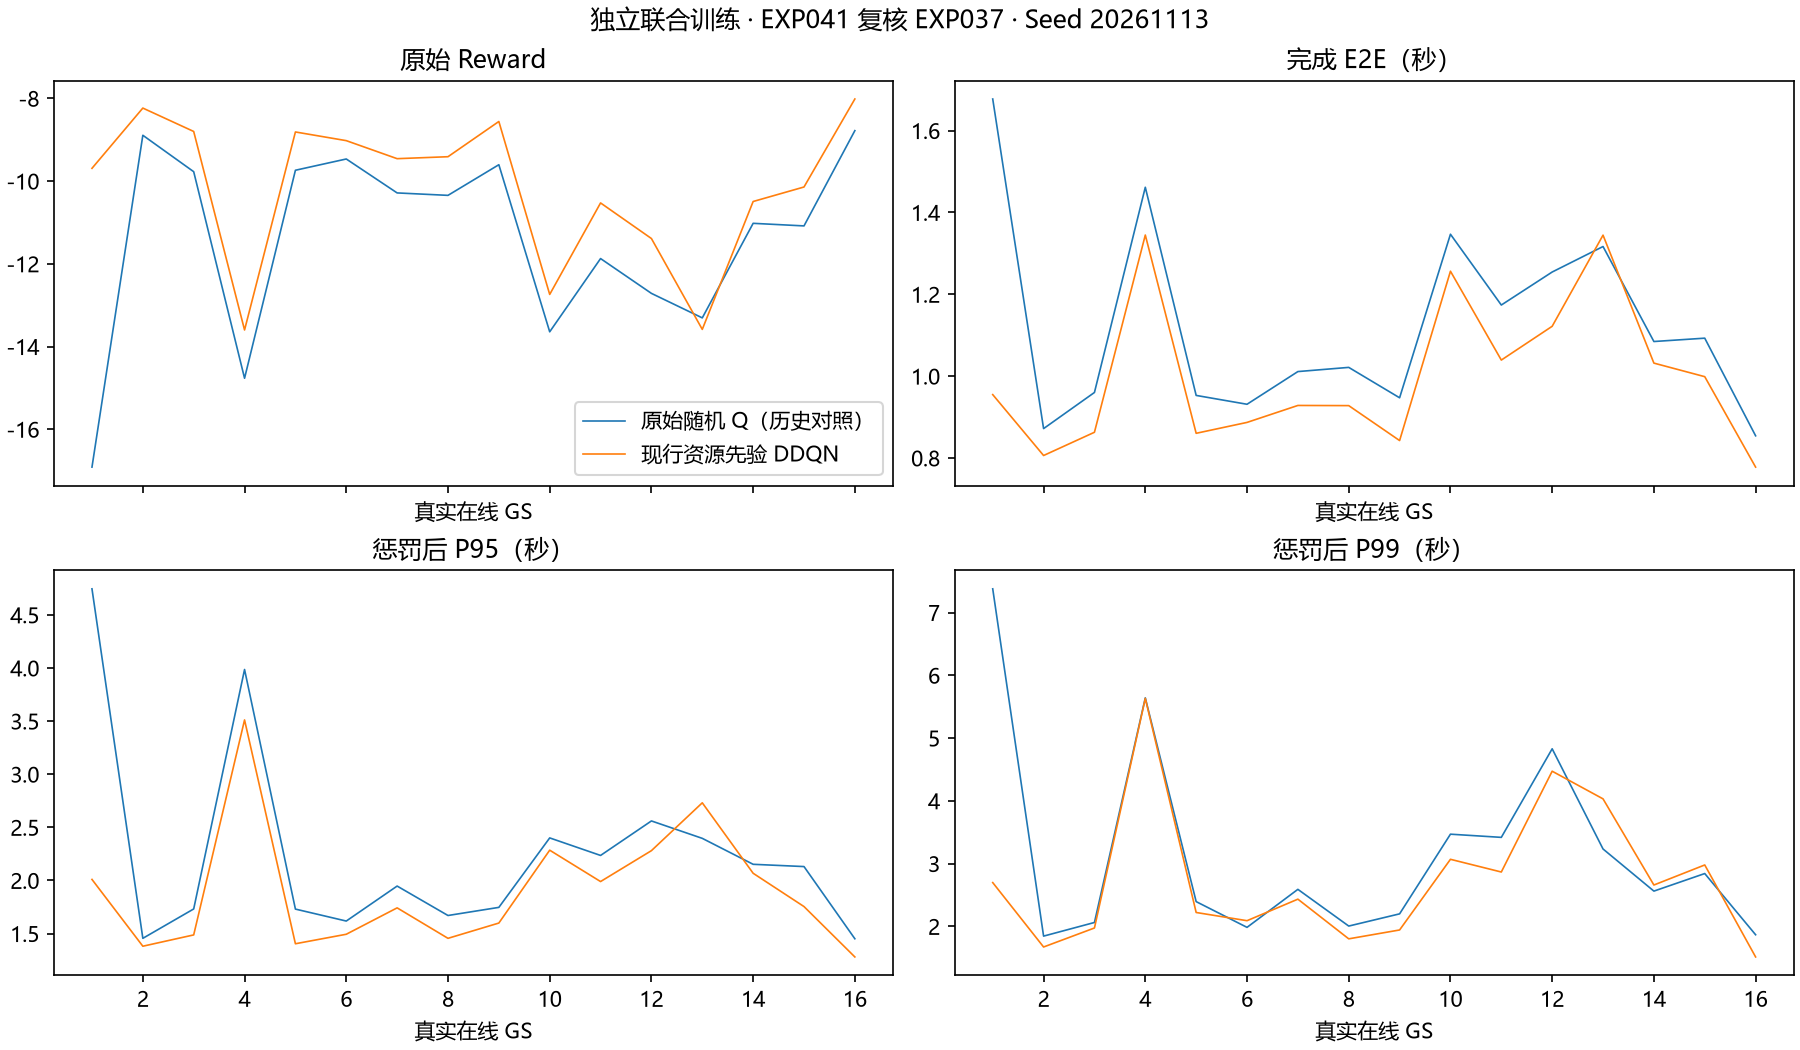 独立联合训练 · EXP041 复核 EXP037 · Seed 20261113
原始 Reward
-8
-10
-12
-14
-16
原始随机 Q（历史对照）
现行资源先验 DDQN
真实在线 GS
完成 E2E（秒）
1.6
1.4
1.2
1.0
0.8
真实在线 GS
惩罚后 P95（秒）
4.5
4.0
3.5
3.0
2.5
2.0
1.5
2 4 6 8 10 12 14 16
真实在线 GS
惩罚后 P99（秒）
7
6
5
4
3
2
2 4 6 8 10 12 14 16
真实在线 GS